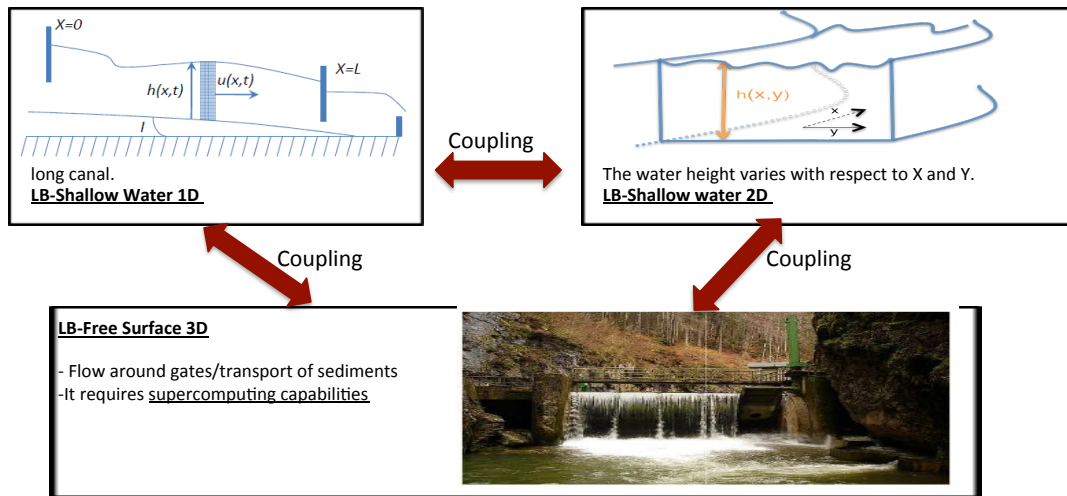 X=0
h(x,t)
u(x,t)
X=L
I
long canal.
LB-Shallow Water 1D
Coupling
h(x,y)
x
y
The water height varies with respect to X and Y.
LB-Shallow water 2D
Coupling
Coupling
LB-Free Surface 3D
- Flow around gates/transport of sediments
-It requires supercomputing capabilities